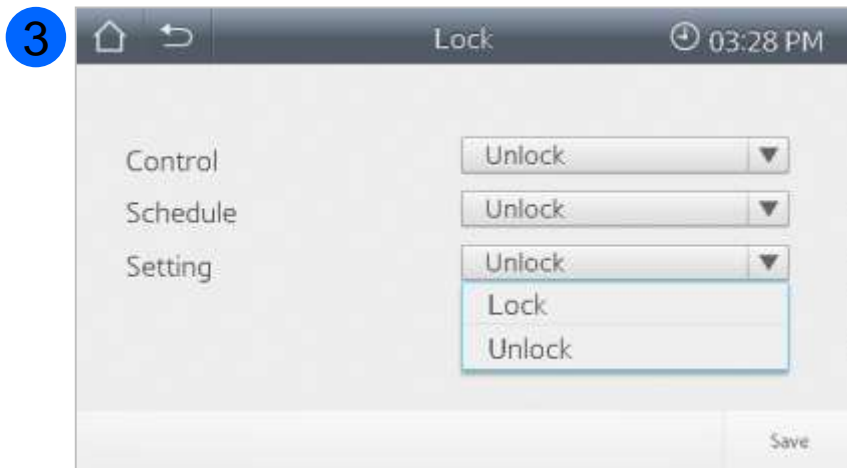 3
Lock 03:28 PM
Control Unlock
Schedule Unlock
Setting Unlock
Lock
Unlock
Save